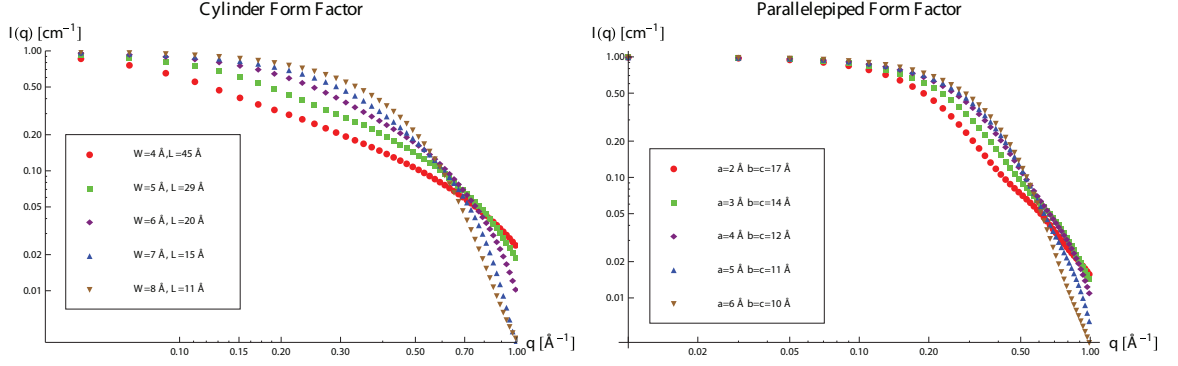 Cylinder Form Factor
I(q) [cm⁻¹]
1.00
0.50
0.20
0.10
0.05
0.02
0.01
W=4 Å,L=45 Å
W=5 Å, L=29 Å
W=6 Å, L=20 Å
W=7 Å, L=15 Å
W=8 Å, L=11 Å
0.10 0.15 0.20 0.30 0.50 0.70 1.00
q [Å⁻¹]
Parallelepiped Form Factor
I(q) [cm⁻¹]
1.00
0.50
0.20
0.10
0.05
0.02
0.01
a=2 Å b=c=17 Å
a=3 Å b=c=14 Å
a=4 Å b=c=12 Å
a=5 Å b=c=11 Å
a=6 Å b=c=10 Å
0.02 0.05 0.10 0.20 0.50 1.00
q [Å⁻¹]